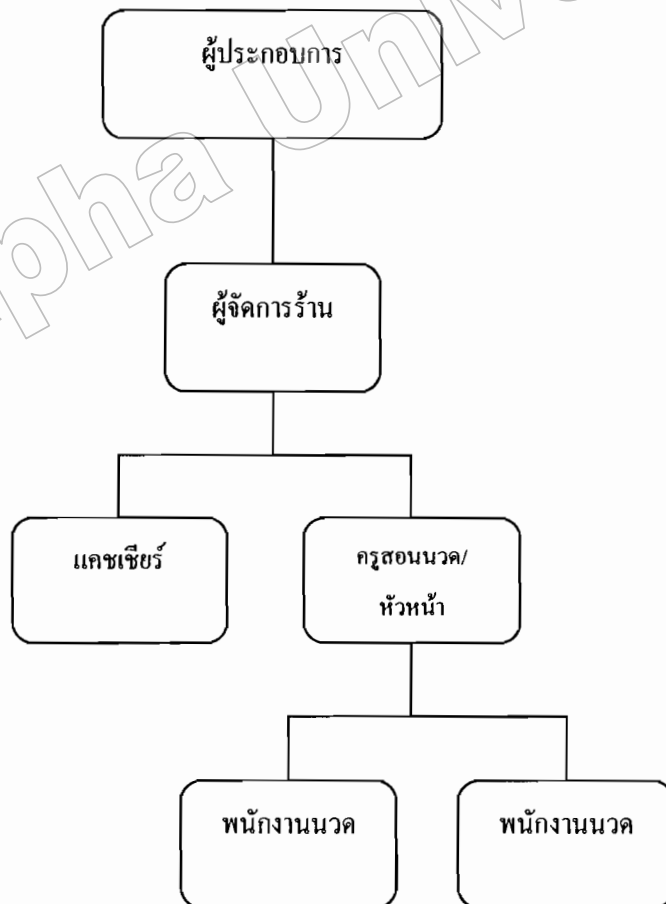 ผู้ประกอบการ
ผู้จัดการร้าน
แคชเชียร์
ครูสอนนวด/
หัวหน้า
พนักงานนวด
พนักงานนวด